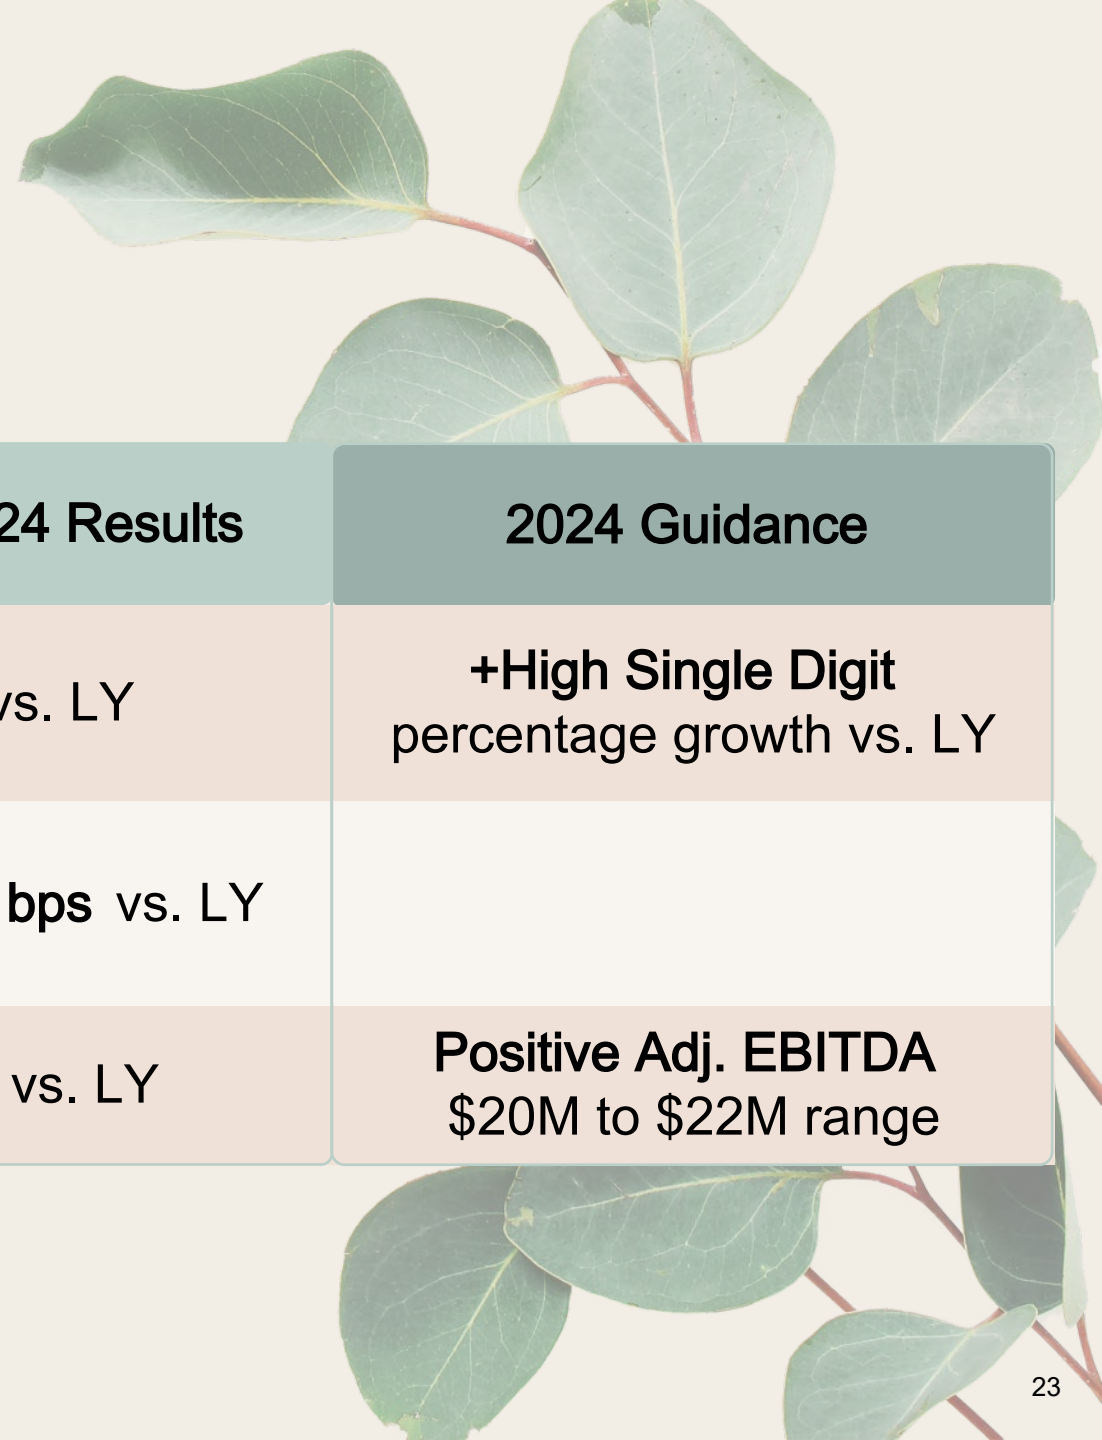 24 Results
2024 Guidance
vs. LY
+High Single Digit
percentage growth vs. LY
bps vs. LY
vs. LY
Positive Adj. EBITDA
$20M to $22M range
23